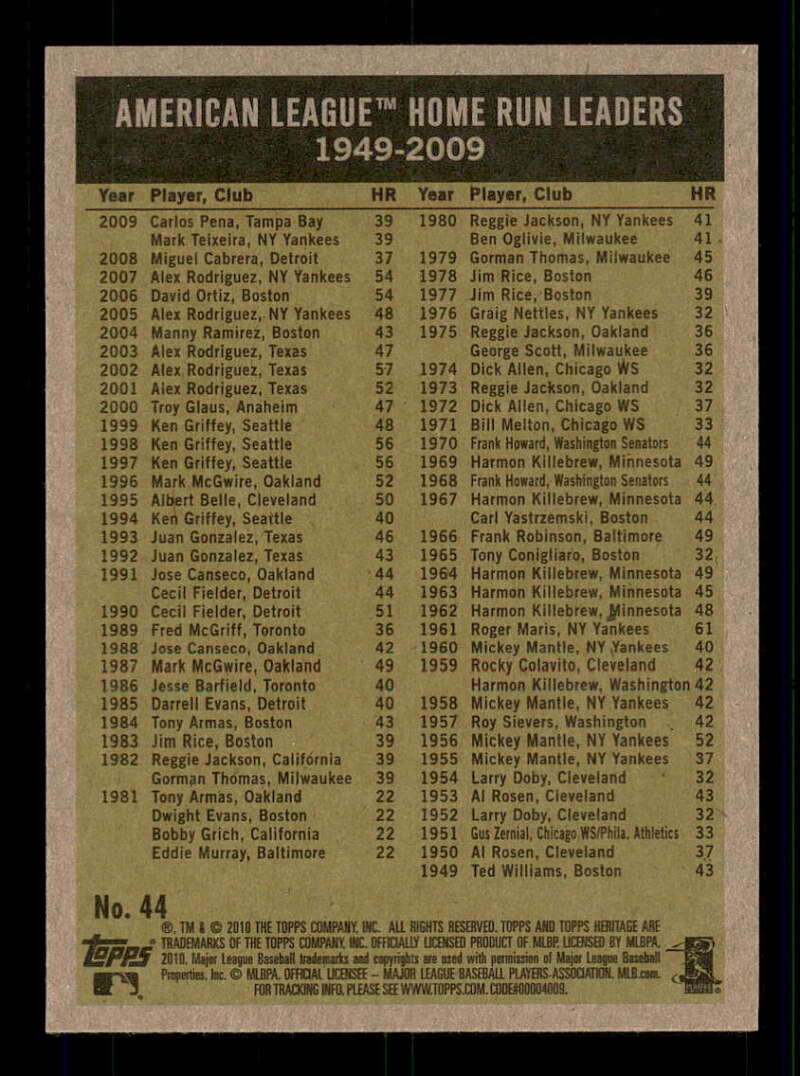 AMERICAN LEAGUE™ HOME RUN LEADERS
1949-2009
Year Player, Club HR
2009 Carlos Pena, Tampa Bay 39
Mark Teixeira, NY Yankees 39
2008 Miguel Cabrera, Detroit 37
2007 Alex Rodriguez, NY Yankees 54
2006 David Ortiz, Boston 54
2005 Alex Rodriguez, NY Yankees 48
2004 Manny Ramirez, Boston 43
2003 Alex Rodriguez, Texas 47
2002 Alex Rodriguez, Texas 57
2001 Alex Rodriguez, Texas 52
2000 Troy Glaus, Anaheim 47
1999 Ken Griffey, Seattle 48
1998 Ken Griffey, Seattle 56
1997 Ken Griffey, Seattle 56
1996 Mark McGwire, Oakland 52
1995 Albert Belle, Cleveland 50
1994 Ken Griffey, Seattle 40
1993 Juan Gonzalez, Texas 46
1992 Juan Gonzalez, Texas 43
1991 Jose Canseco, Oakland 44
Cecil Fielder, Detroit 44
1990 Cecil Fielder, Detroit 51
1989 Fred McGriff, Toronto 36
1988 Jose Canseco, Oakland 42
1987 Mark McGwire, Oakland 49
1986 Jesse Barfield, Toronto 40
1985 Darrell Evans, Detroit 40
1984 Tony Armas, Boston 43
1983 Jim Rice, Boston 39
1982 Reggie Jackson, California 39
Gorman Thomas, Milwaukee 39
1981 Tony Armas, Oakland 22
Dwight Evans, Boston 22
Bobby Grich, California 22
Eddie Murray, Baltimore 22
Year Player, Club HR
1980 Reggie Jackson, NY Yankees 41
Ben Oglivie, Milwaukee 41
1979 Gorman Thomas, Milwaukee 45
1978 Jim Rice, Boston 46
1977 Jim Rice, Boston 39
1976 Graig Nettles, NY Yankees 32
1975 Reggie Jackson, Oakland 36
George Scott, Milwaukee 36
1974 Dick Allen, Chicago WS 32
1973 Reggie Jackson, Oakland 32
1972 Dick Allen, Chicago WS 37
1971 Bill Melton, Chicago WS 33
1970 Frank Howard, Washington Senators 44
1969 Harmon Killebrew, Minnesota 49
1968 Frank Howard, Washington Senators 44
1967 Harmon Killebrew, Minnesota 44
Carl Yastrzemski, Boston 44
1966 Frank Robinson, Baltimore 49
1965 Tony Conigliaro, Boston 32
1964 Harmon Killebrew, Minnesota 49
1963 Harmon Killebrew, Minnesota 45
1962 Harmon Killebrew, Minnesota 48
1961 Roger Maris, NY Yankees 61
1960 Mickey Mantle, NY Yankees 40
1959 Rocky Colavito, Cleveland 42
Harmon Killebrew, Washington 42
1958 Mickey Mantle, NY Yankees 42
1957 Roy Sievers, Washington 42
1956 Mickey Mantle, NY Yankees 52
1955 Mickey Mantle, NY Yankees 37
1954 Larry Doby, Cleveland 32
1953 Al Rosen, Cleveland 43
1952 Larry Doby, Cleveland 32
1951 Gus Zernial, Chicago WS/Phila. Athletics 33
1950 Al Rosen, Cleveland 37
1949 Ted Williams, Boston 43
No. 44
®, TM & © 2010 THE TOPPS COMPANY, INC. ALL RIGHTS RESERVED. TOPPS AND TOPPS HERITAGE ARE
TRADEMARKS OF THE TOPPS COMPANY, INC. OFFICIALLY LICENSED PRODUCT OF MLBP. LICENSED BY MLBPA.
2010. Major League Baseball trademarks and copyrights are used with permission of Major League Baseball
Properties, Inc. © MLBPA. OFFICIAL LICENSEE – MAJOR LEAGUE BASEBALL PLAYERS ASSOCIATION. MLB.com.
FOR TRACKING INFO, PLEASE SEE WWW.TOPPS.COM. CODE#00004009.
TOPPS